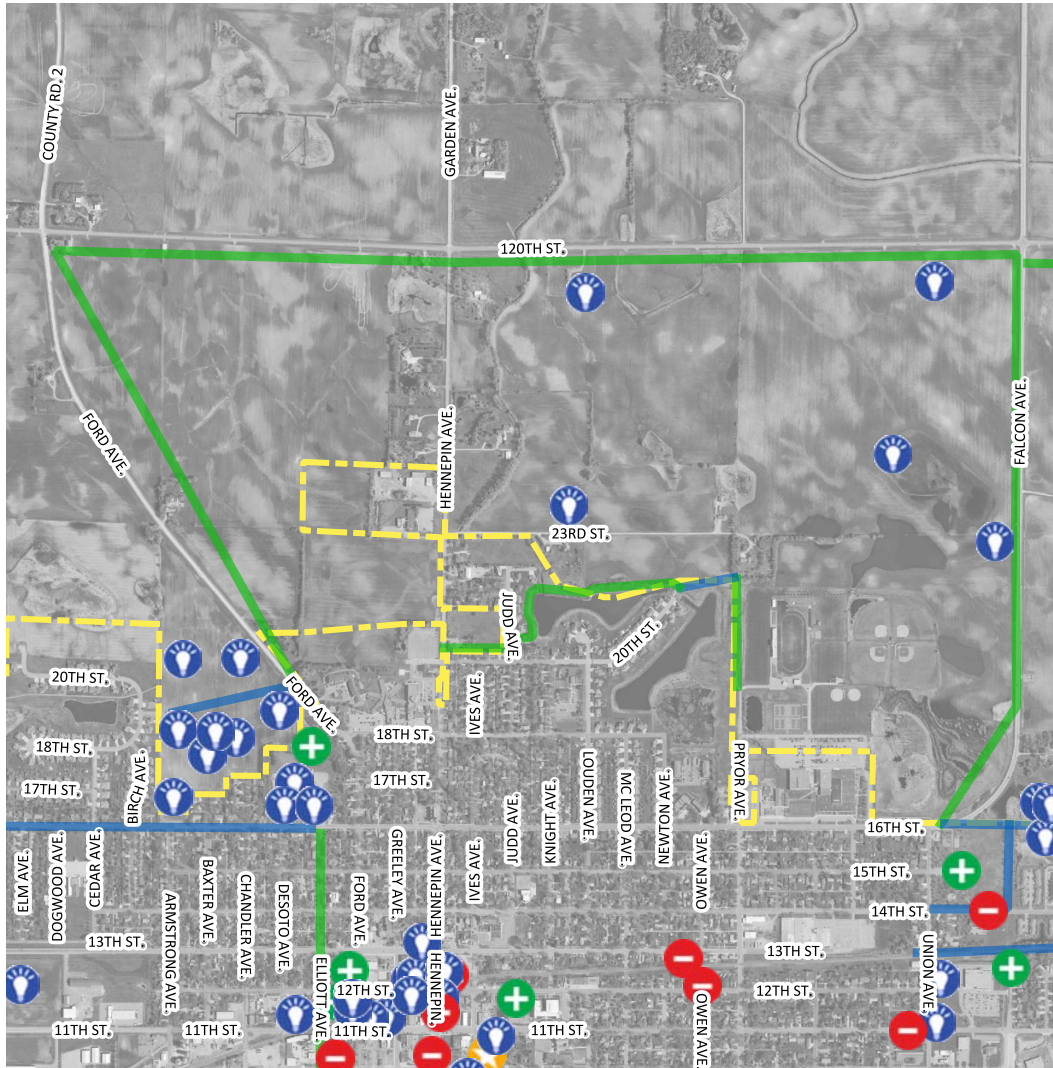 COUNTY RD. 2
GARDEN AVE.
120TH ST.
FORD AVE.
HENNEPIN AVE.
FALCON AVE.
23RD ST.
JUDD AVE.
20TH ST.
20TH ST.
FORD AVE.
IVES AVE.
18TH ST.
18TH ST.
17TH ST.
17TH ST.
BIRCH AVE.
LOUDEN AVE.
MC LEOD AVE.
NEWTON AVE.
PRYOR AVE.
JUDD AVE.
KNIGHT AVE.
16TH ST.
ELM AVE.
DOGWOOD AVE.
CEDAR AVE.
ARMSTRONG AVE.
BAXTER AVE.
CHANDLER AVE.
DESOTO AVE.
FORD AVE.
GREELEY AVE.
HENNEPIN AVE.
IVES AVE.
OWEN AVE.
15TH ST.
14TH ST.
13TH ST.
13TH ST.
UNION AVE.
ELLIOTT AVE.
12TH ST.
HENNEPIN.
12TH ST.
OWEN AVE.
11TH ST.
11TH ST.
11TH ST.
11TH ST.